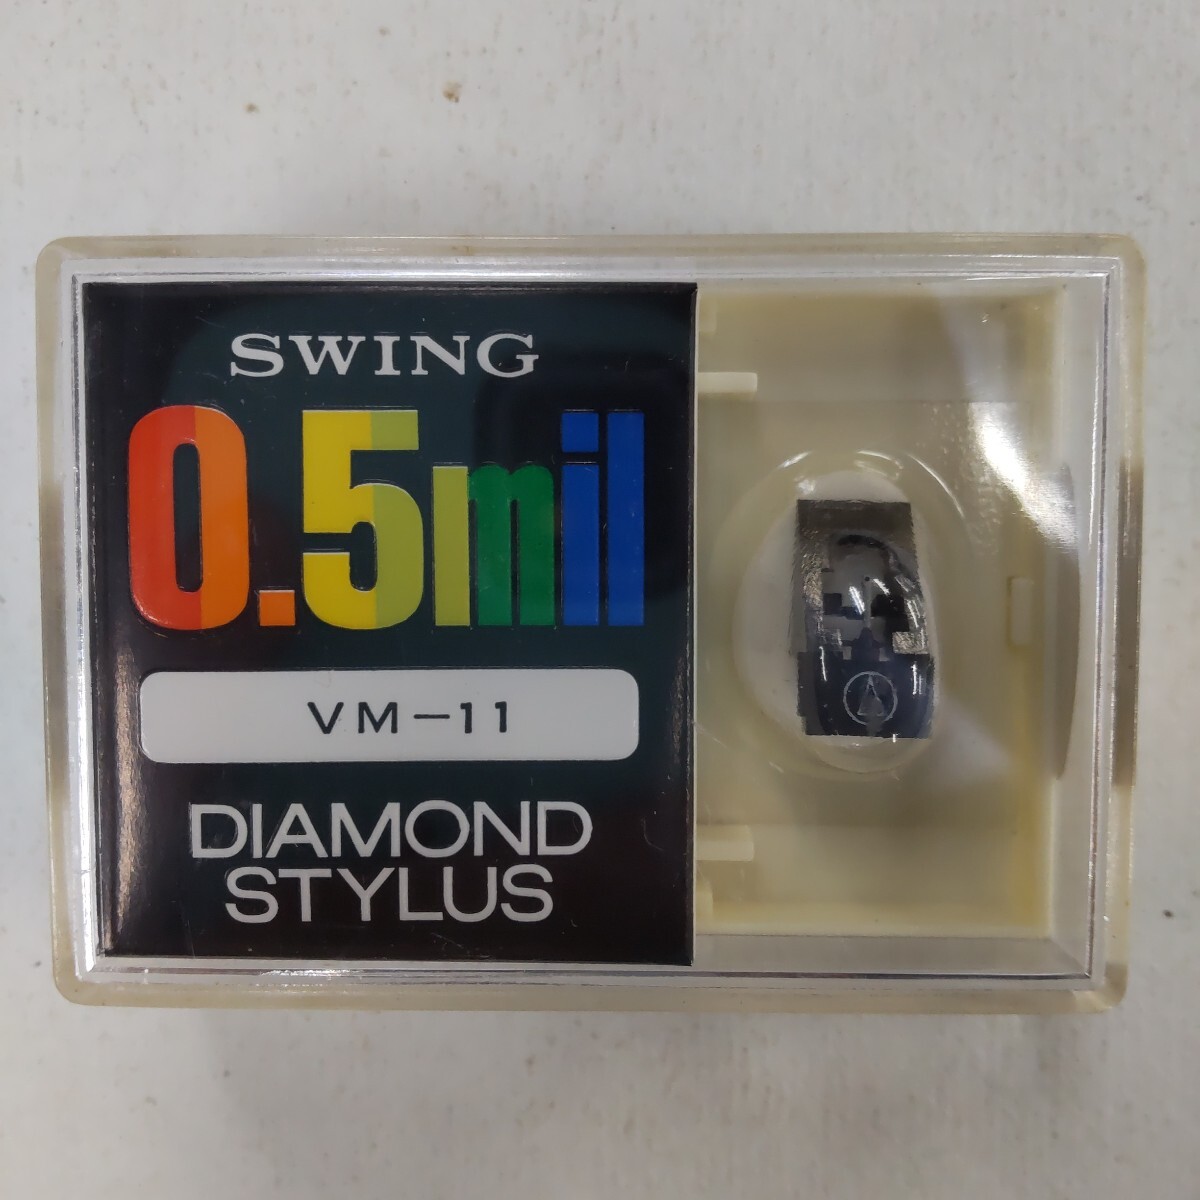 SWING
0.5mil
VM-11
DIAMOND
STYLUS